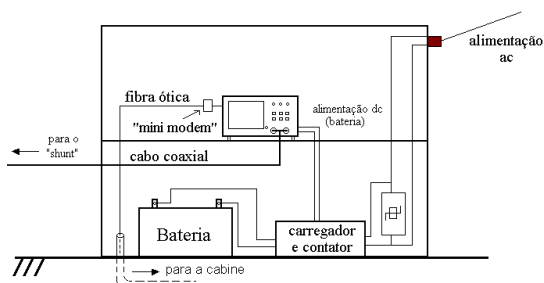 alimentação
ac
fibra ótica
"mini modem"
alimentação dc
(bateria)
para o
"shunt"
cabo coaxial
Bateria
carregador
e contator
para a cabine